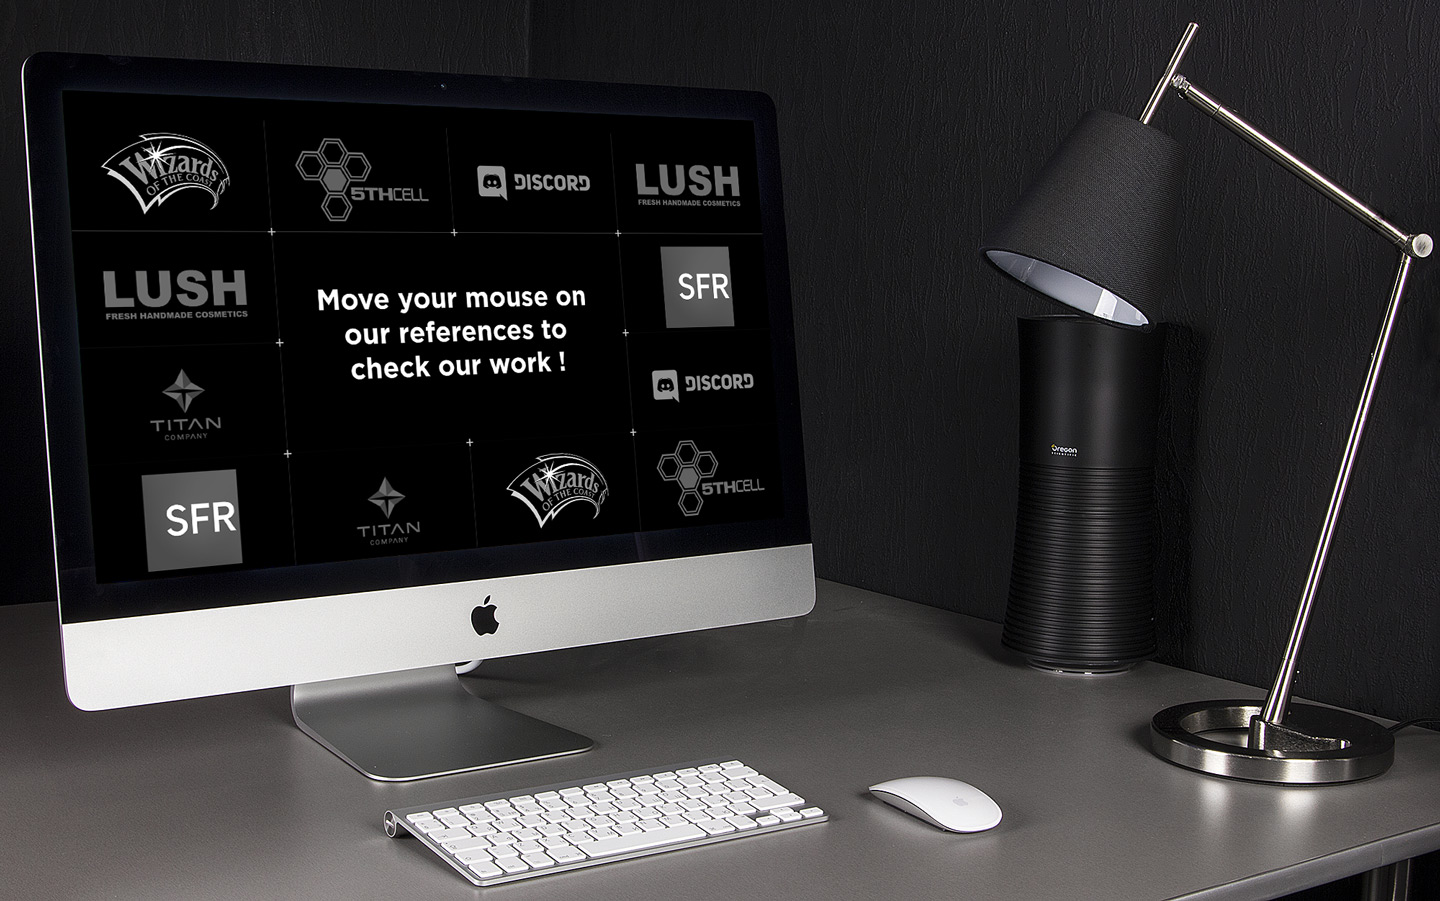 Wizards
OF THE COAST
5THCELL
DISCORD
LUSH
FRESH HANDMADE COSMETICS
LUSH
FRESH HANDMADE COSMETICS
Move your mouse on
our references to
check our work !
SFR
TITAN
COMPANY
DISCORD
SFR
TITAN
COMPANY
Wizards
OF THE COAST
5THCELL
Oregon
SCIENTIFIC